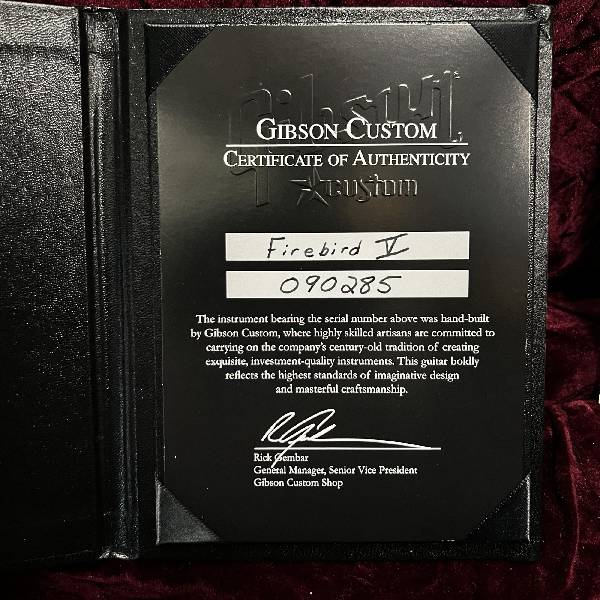 Gibson
GIBSON CUSTOM
CERTIFICATE OF AUTHENTICITY
Custom
Firebird V
090285
The instrument bearing the serial number above was hand-built
by Gibson Custom, where highly skilled artisans are committed to
carrying on the company's century-old tradition of creating
exquisite, investment-quality instruments. This guitar boldly
reflects the highest standards of imaginative design
and masterful craftsmanship.
Rick Gembar
General Manager, Senior Vice President
Gibson Custom Shop